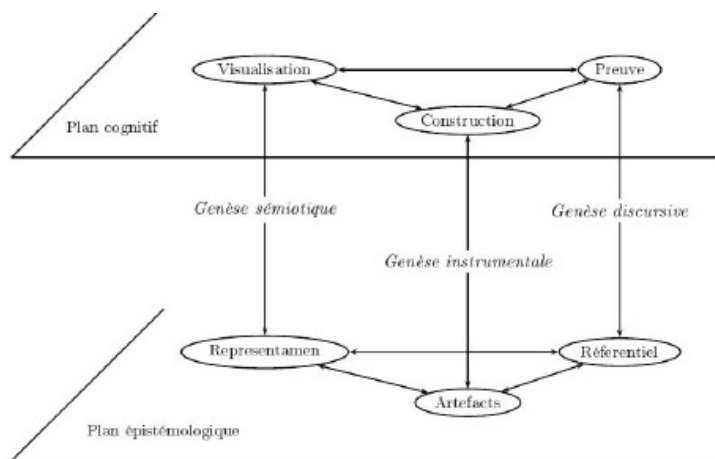 Visualisation
Preuve
Construction
Plan cognitif
Genèse sémiotique
Genèse discursive
Genèse instrumentale
Representamen
Réferentiel
Artefacts
Plan épistémologique